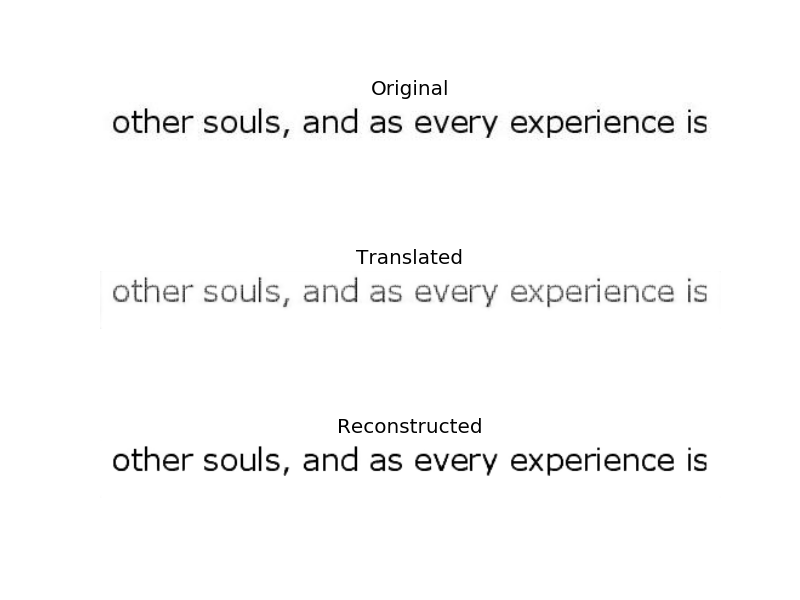 Original
other souls, and as every experience is
Translated
other souls, and as every experience is
Reconstructed
other souls, and as every experience is